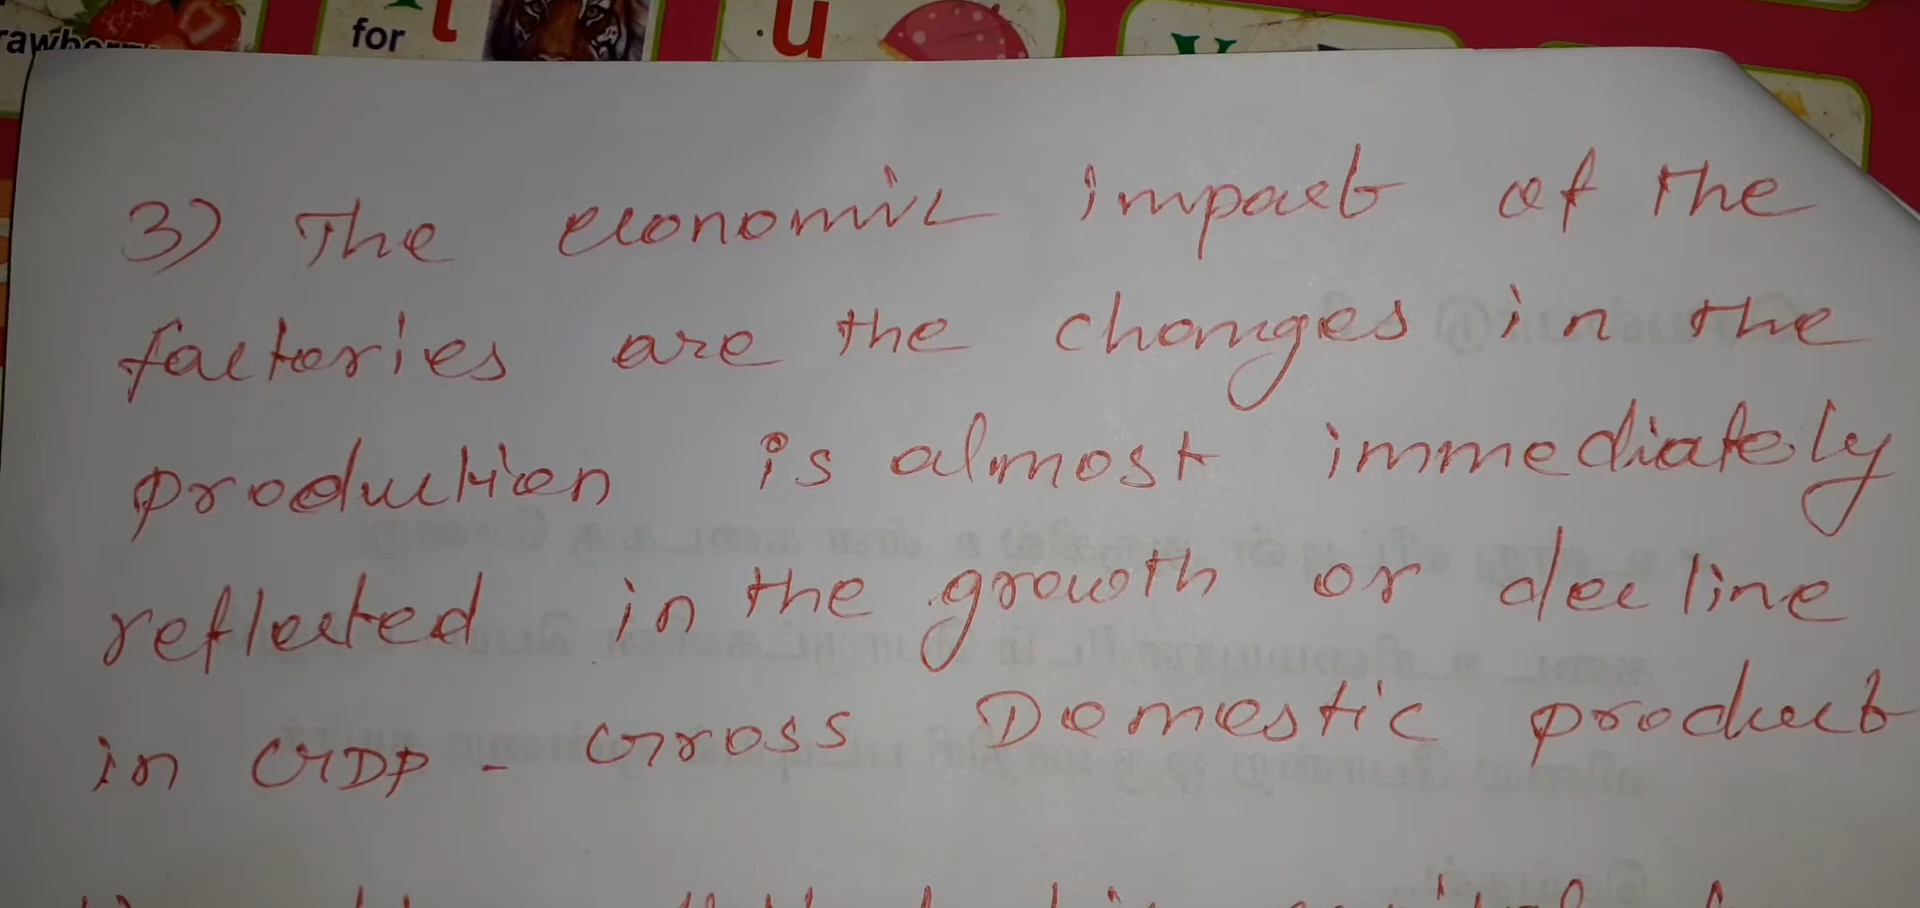 for t
.u
3) The economic impact of the
factories are the changes in the
production is almost immediately
reflected in the growth or decline
in GDP - Gross Domestic product